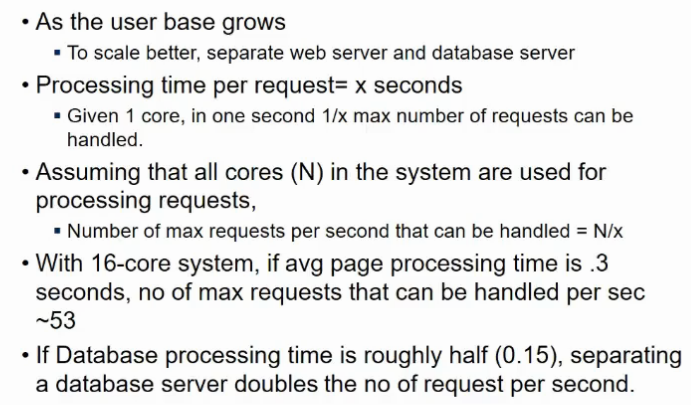 • As the user base grows
▪ To scale better, separate web server and database server
• Processing time per request= x seconds
▪ Given 1 core, in one second 1/x max number of requests can be
handled.
• Assuming that all cores (N) in the system are used for
processing requests,
▪ Number of max requests per second that can be handled = N/x
• With 16-core system, if avg page processing time is .3
seconds, no of max requests that can be handled per sec
~53
• If Database processing time is roughly half (0.15), separating
a database server doubles the no of request per second.